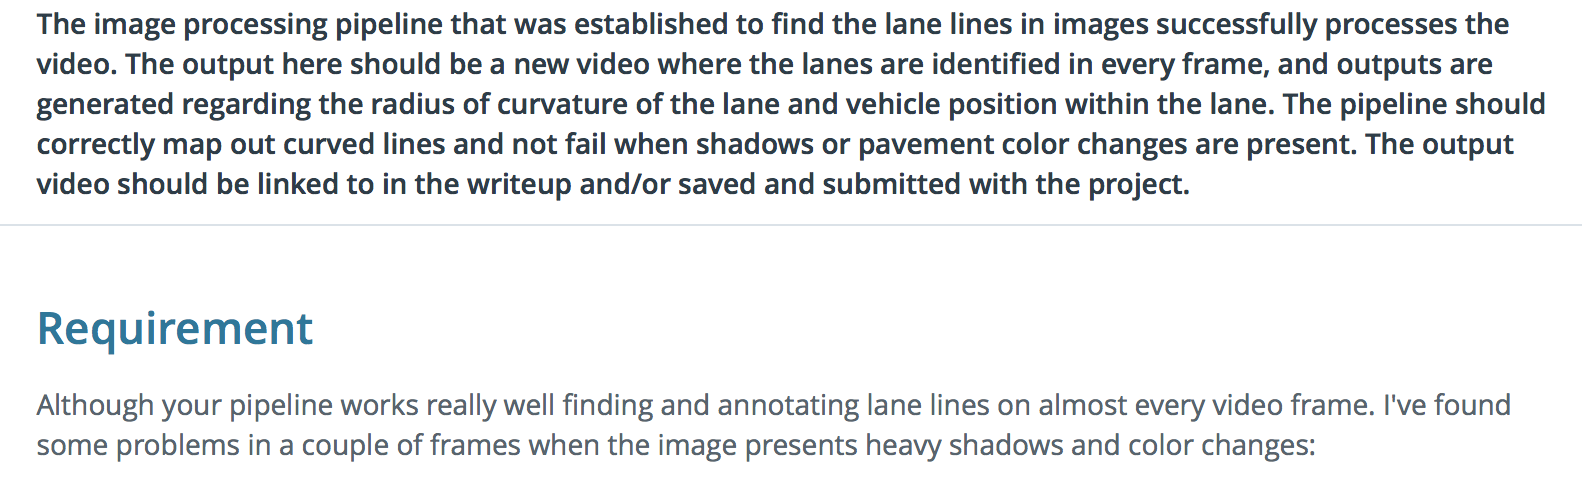 The image processing pipeline that was established to find the lane lines in images successfully processes the
video. The output here should be a new video where the lanes are identified in every frame, and outputs are
generated regarding the radius of curvature of the lane and vehicle position within the lane. The pipeline should
correctly map out curved lines and not fail when shadows or pavement color changes are present. The output
video should be linked to in the writeup and/or saved and submitted with the project.
Requirement
Although your pipeline works really well finding and annotating lane lines on almost every video frame. I've found
some problems in a couple of frames when the image presents heavy shadows and color changes: